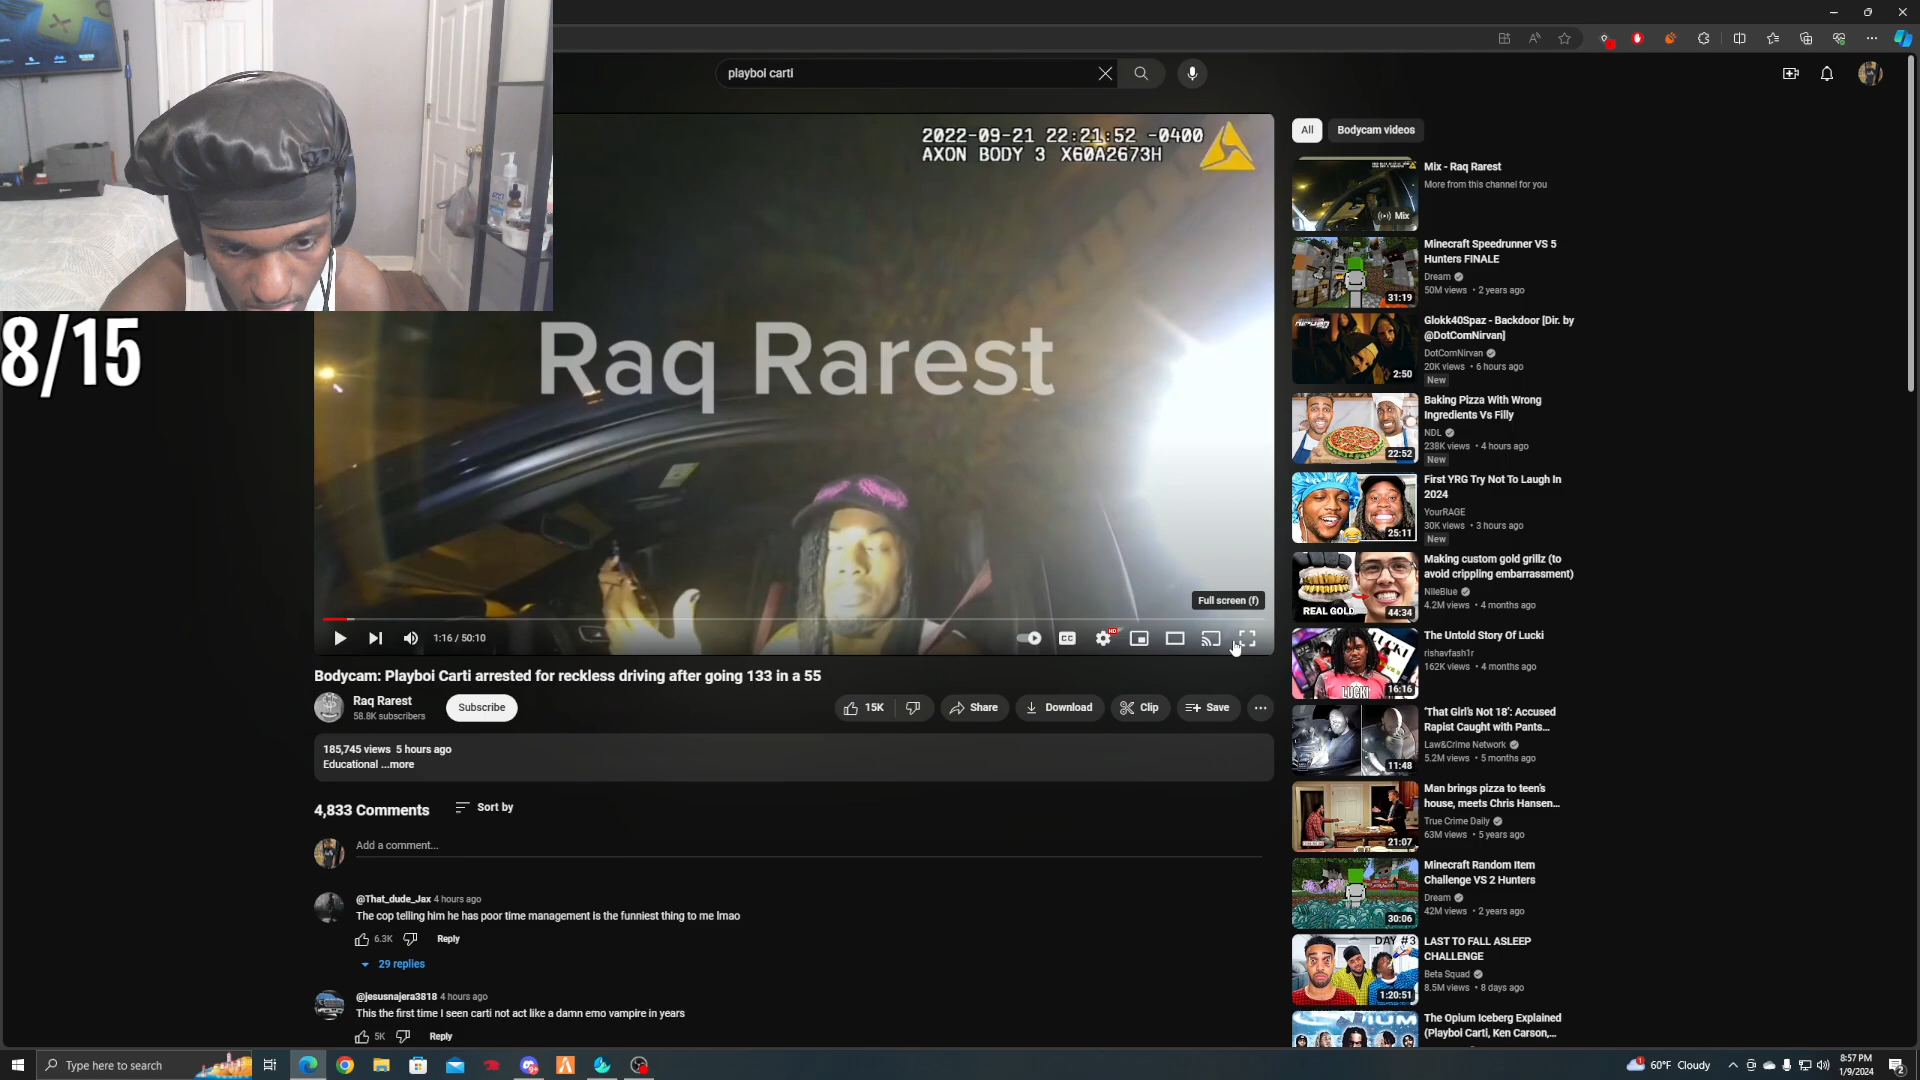 playboi carti
2022-09-21 22:21:52 -0400
AXON BODY 3 X60A2673H
Raq Rarest
8/15
Full screen (f)
1:16 / 50:10
CC
HD
Bodycam: Playboi Carti arrested for reckless driving after going 133 in a 55
Raq Rarest
58.8K subscribers
Subscribe
15K
Share
Download
Clip
Save
185,745 views 5 hours ago
Educational ...more
4,833 Comments
Sort by
Add a comment...
@That_dude_Jax 4 hours ago
The cop telling him he has poor time management is the funniest thing to me lmao
6.3K
Reply
29 replies
@jesusnajera3818 4 hours ago
This the first time I seen carti not act like a damn emo vampire in years
5K
Reply
All
Bodycam videos
Mix
Mix - Raq Rarest
More from this channel for you
31:19
Minecraft Speedrunner VS 5
Hunters FINALE
Dream
50M views • 2 years ago
2:50
Glokk40Spaz - Backdoor [Dir. by
@DotComNirvan]
DotComNirvan
20K views • 6 hours ago
New
22:52
Baking Pizza With Wrong
Ingredients Vs Filly
NDL
238K views • 4 hours ago
New
25:11
First YRG Try Not To Laugh In
2024
YourRAGE
30K views • 3 hours ago
New
REAL GOLD
44:34
Making custom gold grillz (to
avoid crippling embarrassment)
NileBlue
4.2M views • 4 months ago
LUCKI
16:16
The Untold Story Of Lucki
rishavfash1r
162K views • 4 months ago
11:48
'That Girl's Not 18': Accused
Rapist Caught with Pants...
Law&Crime Network
5.2M views • 5 months ago
21:07
Man brings pizza to teen's
house, meets Chris Hansen...
True Crime Daily
63M views • 5 years ago
30:06
Minecraft Random Item
Challenge VS 2 Hunters
Dream
42M views • 2 years ago
DAY #3
1:20:51
LAST TO FALL ASLEEP
CHALLENGE
Beta Squad
8.5M views • 8 days ago
The Opium Iceberg Explained
(Playboi Carti, Ken Carson,...
Type here to search
60°F Cloudy
8:57 PM
1/9/2024